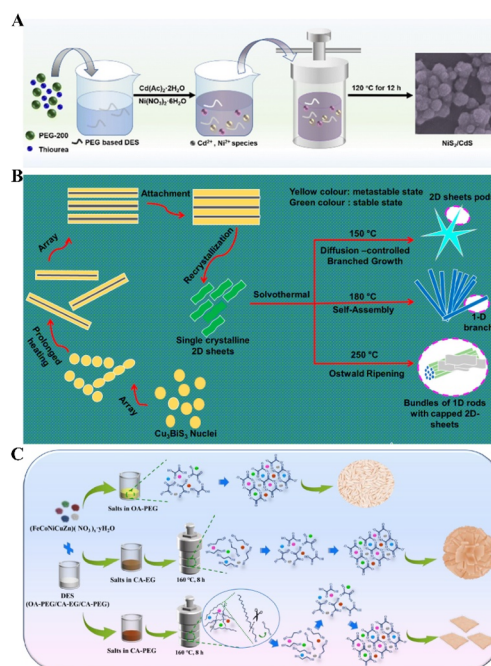 A
Cd(Ac)2·2H2O
Ni(NO3)2·6H2O
120 °C for 12 h
PEG-200
Thiourea
PEG based DES
Cd2+, Ni2+ species
NiS2/CdS
B
Attachment
Yellow colour: metastable state
Green colour : stable state
2D sheets pod
Array
Recrystallization
150 °C
Diffusion –controlled
Branched Growth
Solvothermal
180 °C
Self-Assembly
1-D
branch
Single crystalline
2D sheets
Prolonged
heating
250 °C
Ostwald Ripening
Array
Cu3BiS3 Nuclei
Bundles of 1D rods
with capped 2D-
sheets
C
Salts in OA-PEG
(FeCoNiCuZn)( NO3)x·yH2O
Salts in CA-EG
160 °C, 8 h
DES
(OA-PEG/CA-EG/CA-PEG)
Salts in CA-PEG
160 °C, 8 h